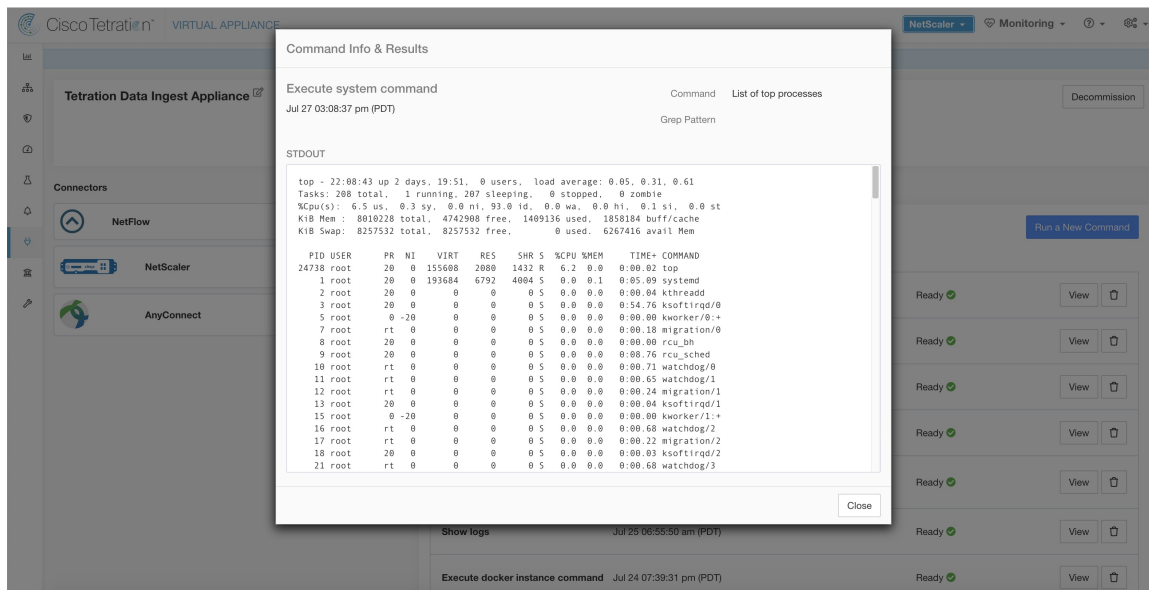 Cisco Tetration™ VIRTUAL APPLIANCE
NetScaler Monitoring
Tetration Data Ingest Appliance
Decommission
Connectors
NetFlow
NetScaler
AnyConnect
Command Info & Results
Execute system command
Jul 27 03:08:37 pm (PDT)
Command List of top processes
Grep Pattern
STDOUT
top - 22:08:43 up 2 days, 19:51, 0 users, load average: 0.05, 0.31, 0.61
Tasks: 208 total, 1 running, 207 sleeping, 0 stopped, 0 zombie
%Cpu(s): 6.5 us, 0.3 sy, 0.0 ni, 93.0 id, 0.0 wa, 0.0 hi, 0.1 si, 0.0 st
KiB Mem : 8010228 total, 4742908 free, 1409136 used, 1858184 buff/cache
KiB Swap: 8257532 total, 8257532 free, 0 used. 6267416 avail Mem
PID USER PR NI VIRT RES SHR S %CPU %MEM TIME+ COMMAND
24738 root 20 0 155608 2080 1432 R 6.2 0.0 0:00.02 top
1 root 20 0 193684 6792 4004 S 0.0 0.1 0:05.09 systemd
2 root 20 0 0 0 0 S 0.0 0.0 0:00.04 kthreadd
3 root 20 0 0 0 0 S 0.0 0.0 0:54.76 ksoftirqd/0
5 root 0 -20 0 0 0 S 0.0 0.0 0:00.00 kworker/0:+
7 root rt 0 0 0 0 S 0.0 0.0 0:00.18 migration/0
8 root 20 0 0 0 0 S 0.0 0.0 0:00.00 rcu_bh
9 root 20 0 0 0 0 S 0.0 0.0 0:08.76 rcu_sched
10 root rt 0 0 0 0 S 0.0 0.0 0:00.71 watchdog/0
11 root rt 0 0 0 0 S 0.0 0.0 0:00.65 watchdog/1
12 root rt 0 0 0 0 S 0.0 0.0 0:00.24 migration/1
13 root 20 0 0 0 0 S 0.0 0.0 0:00.04 ksoftirqd/1
15 root 0 -20 0 0 0 S 0.0 0.0 0:00.00 kworker/1:+
16 root rt 0 0 0 0 S 0.0 0.0 0:00.68 watchdog/2
17 root rt 0 0 0 0 S 0.0 0.0 0:00.22 migration/2
18 root 20 0 0 0 0 S 0.0 0.0 0:00.03 ksoftirqd/2
21 root rt 0 0 0 0 S 0.0 0.0 0:00.68 watchdog/3
Close
Run a New Command
Ready View
Ready View
Ready View
Ready View
Ready View
Show logs Jul 25 06:55:50 am (PDT) Ready View
Execute docker instance command Jul 24 07:39:31 pm (PDT) Ready View